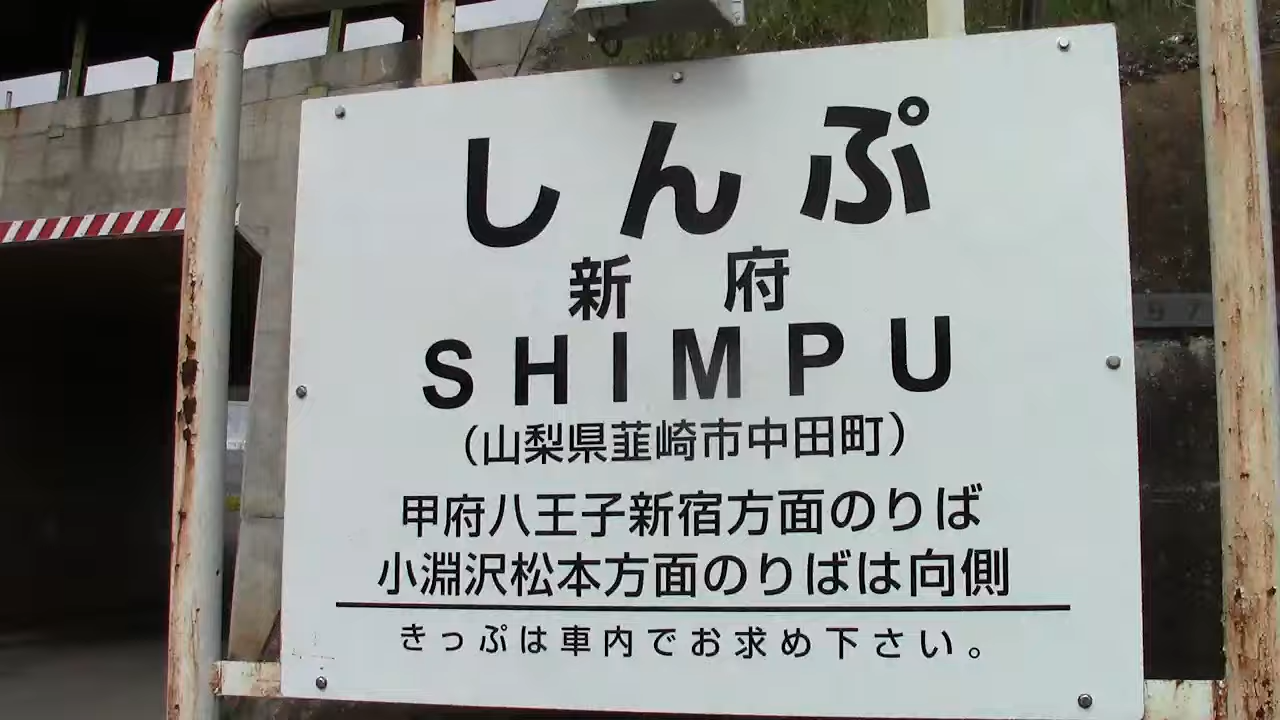 しんぷ
新府
SHIMPU
（山梨県韮崎市中田町）
甲府八王子新宿方面のりば
小淵沢松本方面のりばは向側
きっぷは車内でお求め下さい。